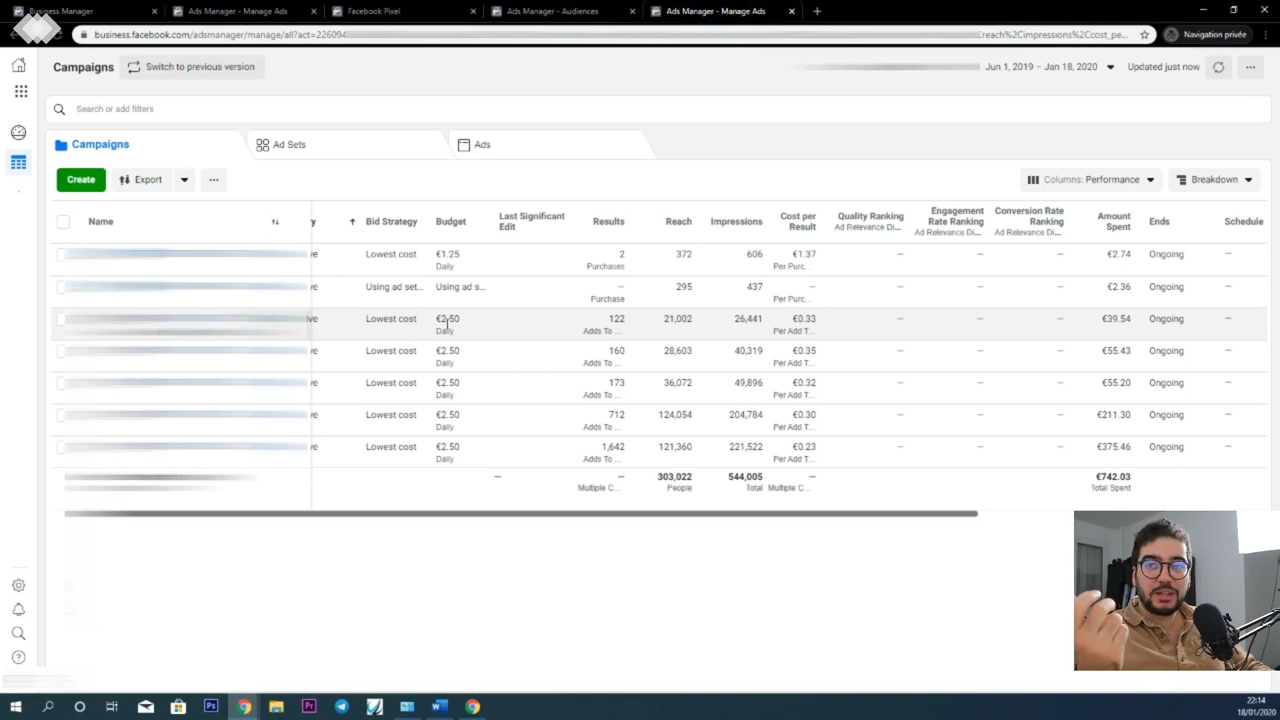 Business Manager
Ads Manager - Manage Ads
Facebook Pixel
Ads Manager - Audiences
Ads Manager - Manage Ads
business.facebook.com/adsmanager/manage/all?act=226094
reach%2Cimpressions%2Ccost_pe...
Navigation privée
Campaigns
Switch to previous version
Jun 1, 2019 – Jan 18, 2020
Updated just now
Search or add filters
Campaigns
Ad Sets
Ads
Create
Export
Columns: Performance
Breakdown
Name
y
Bid Strategy
Budget
Last Significant
Edit
Results
Reach
Impressions
Cost per
Result
Quality Ranking
Ad Relevance Di...
Engagement
Rate Ranking
Ad Relevance Di...
Conversion Rate
Ranking
Ad Relevance Di...
Amount
Spent
Ends
Schedule
ve Lowest cost €1.25 2 372 606 €1.37 — — — €2.74 Ongoing —
Daily Purchases Per Purc...
ve Using ad set... Using ad s... — 295 437 — — — — €2.36 Ongoing —
Purchase Per Purc...
ive Lowest cost €2.50 122 21,002 26,441 €0.33 — — — €39.54 Ongoing —
Daily Adds To ... Per Add T...
ve Lowest cost €2.50 160 28,603 40,319 €0.35 — — — €55.43 Ongoing —
Daily Adds To ... Per Add T...
ve Lowest cost €2.50 173 36,072 49,896 €0.32 — — — €55.20 Ongoing —
Daily Adds To ... Per Add T...
ve Lowest cost €2.50 712 124,054 204,784 €0.30 — — — €211.30 Ongoing —
Daily Adds To ... Per Add T...
ve Lowest cost €2.50 1,642 121,360 221,522 €0.23 — — — €375.46 Ongoing —
Daily Adds To ... Per Add T...
— — 303,022 544,005 — €742.03
Multiple C... People Total Multiple C... Total Spent
22:14
18/01/2020